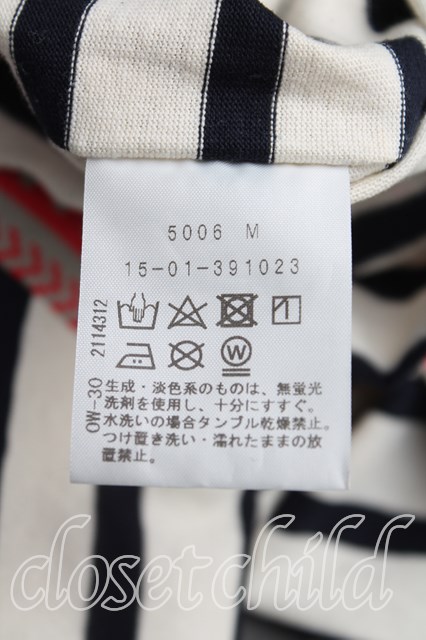 5006 M
15-01-391023
2114312
W
OW-30
生成・淡色系のものは、無蛍光
洗剤を使用し、十分にすすぐ。
水洗いの場合タンブル乾燥禁止。
つけ置き洗い・濡れたままの放
置禁止。
closetchild